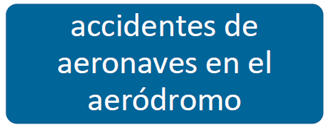 accidentes de
aeronaves en el
aeródromo